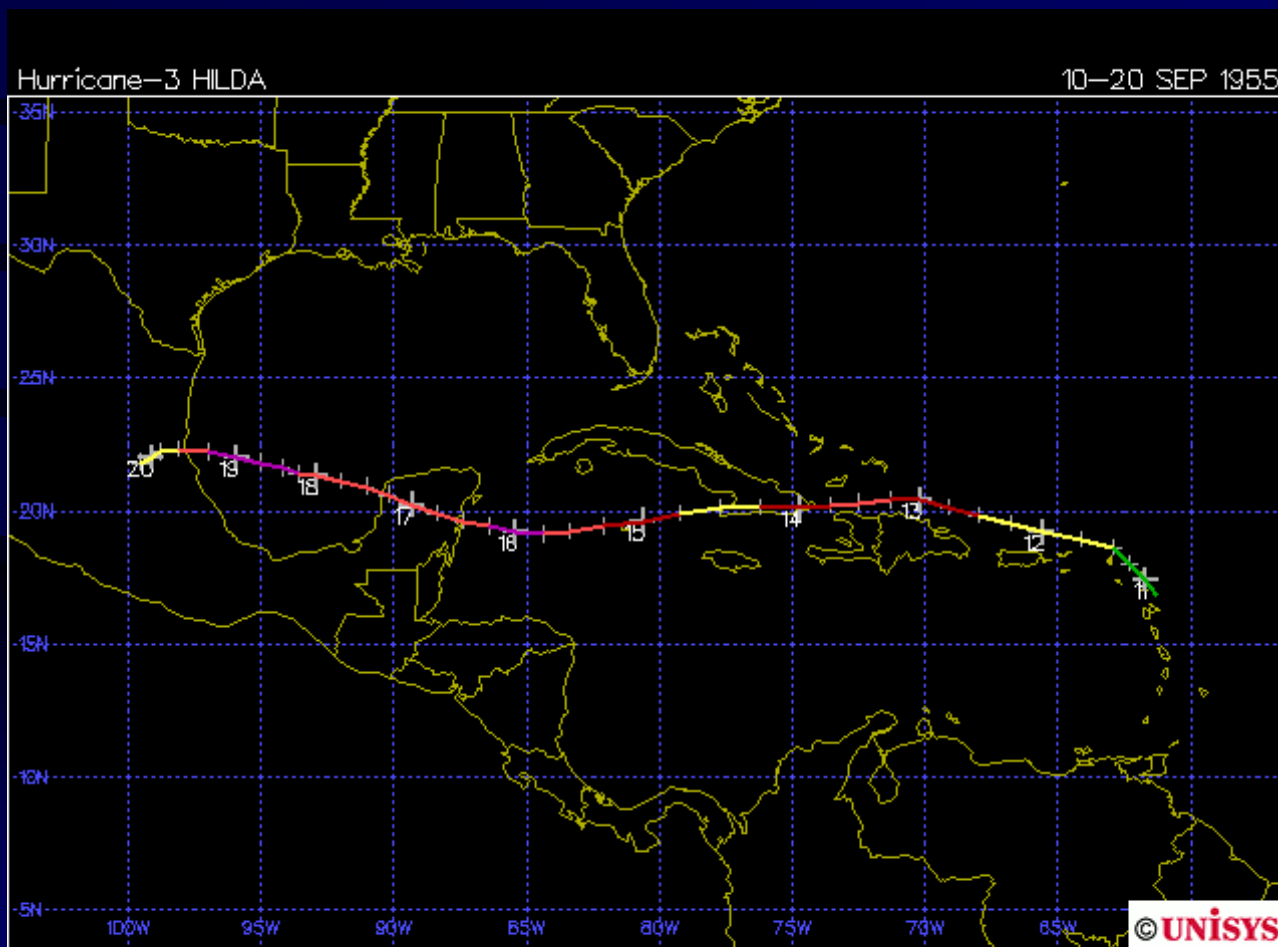 Hurricane-3 HILDA 10-20 SEP 1955
35N
30N
25N
20 19 18 17 16 15 14 13 12 11
20N
15N
10N
5N
100W 95W 90W 85W 80W 75W 70W 65W
© UNiSYS